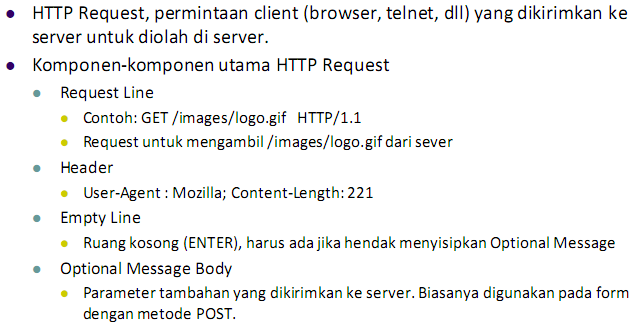 HTTP Request, permintaan client (browser, telnet, dll) yang dikirimkan ke
server untuk diolah di server.
Komponen-komponen utama HTTP Request
Request Line
Contoh: GET /images/logo.gif HTTP/1.1
Request untuk mengambil /images/logo.gif dari sever
Header
User-Agent : Mozilla; Content-Length: 221
Empty Line
Ruang kosong (ENTER), harus ada jika hendak menyisipkan Optional Message
Optional Message Body
Parameter tambahan yang dikirimkan ke server. Biasanya digunakan pada form
dengan metode POST.